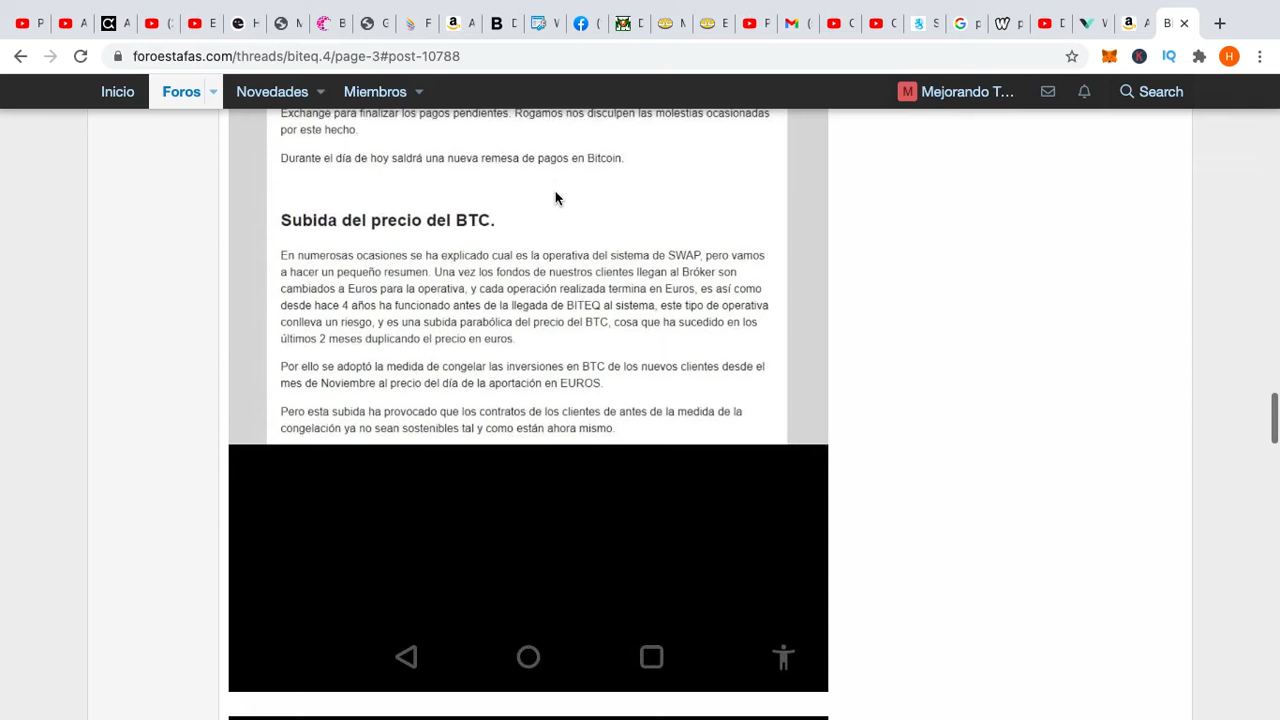 P
A
A
(
E
H
M
B
G
F
A
D
W
(
D
M
E
P
(
C
C
S
p
p
D
W
A
Bi
foroestafas.com/threads/biteq.4/page-3#post-10788
IQ
H
Inicio
Foros
Novedades
Miembros
M
Mejorando T...
Search
Exchange para finalizar los pagos pendientes. Rogamos nos disculpen las molestias ocasionadas
por este hecho.
Durante el día de hoy saldrá una nueva remesa de pagos en Bitcoin.
Subida del precio del BTC.
En numerosas ocasiones se ha explicado cual es la operativa del sistema de SWAP, pero vamos
a hacer un pequeño resumen. Una vez los fondos de nuestros clientes llegan al Bróker son
cambiados a Euros para la operativa, y cada operación realizada termina en Euros, es así como
desde hace 4 años ha funcionado antes de la llegada de BITEQ al sistema, este tipo de operativa
conlleva un riesgo, y es una subida parabólica del precio del BTC, cosa que ha sucedido en los
últimos 2 meses duplicando el precio en euros.
Por ello se adoptó la medida de congelar las inversiones en BTC de los nuevos clientes desde el
mes de Noviembre al precio del día de la aportación en EUROS.
Pero esta subida ha provocado que los contratos de los clientes de antes de la medida de la
congelación ya no sean sostenibles tal y como están ahora mismo.